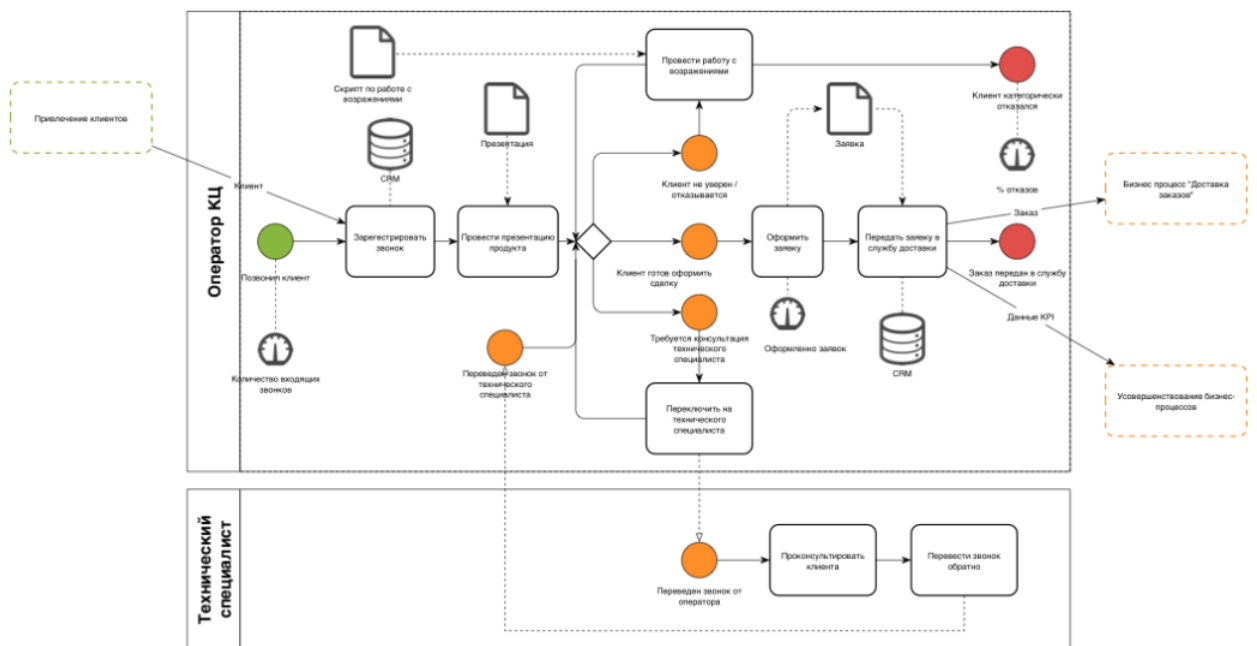 Оператор КЦ
Скрипт по работе с
возражениями
Провести работу с
возражениями
Клиент категорически
отказался
Привлечение клиентов
Презентация
Заявка
CRM
Клиент не уверен /
отказывается
% отказов
Бизнес процесс "Доставка
заказов"
Клиент
Заказ
Зарегестрировать
звонок
Провести презентацию
продукта
Оформить
заявку
Передать заявку в
службу доставки
Позвонил клиент
Клиент готов оформить
сделку
Заказ передан в службу
доставки
Данные KPI
Требуется консультация
технического
специалиста
Оформленно заявок
Количество входящих
звонков
Переведен звонок от
технического
специалиста
CRM
Переключить на
технического
специалиста
Усовершенствование бизнес-
процессов
Технический
специалист
Проконсультировать
клиента
Перевести звонок
обратно
Переведен звонок от
оператора